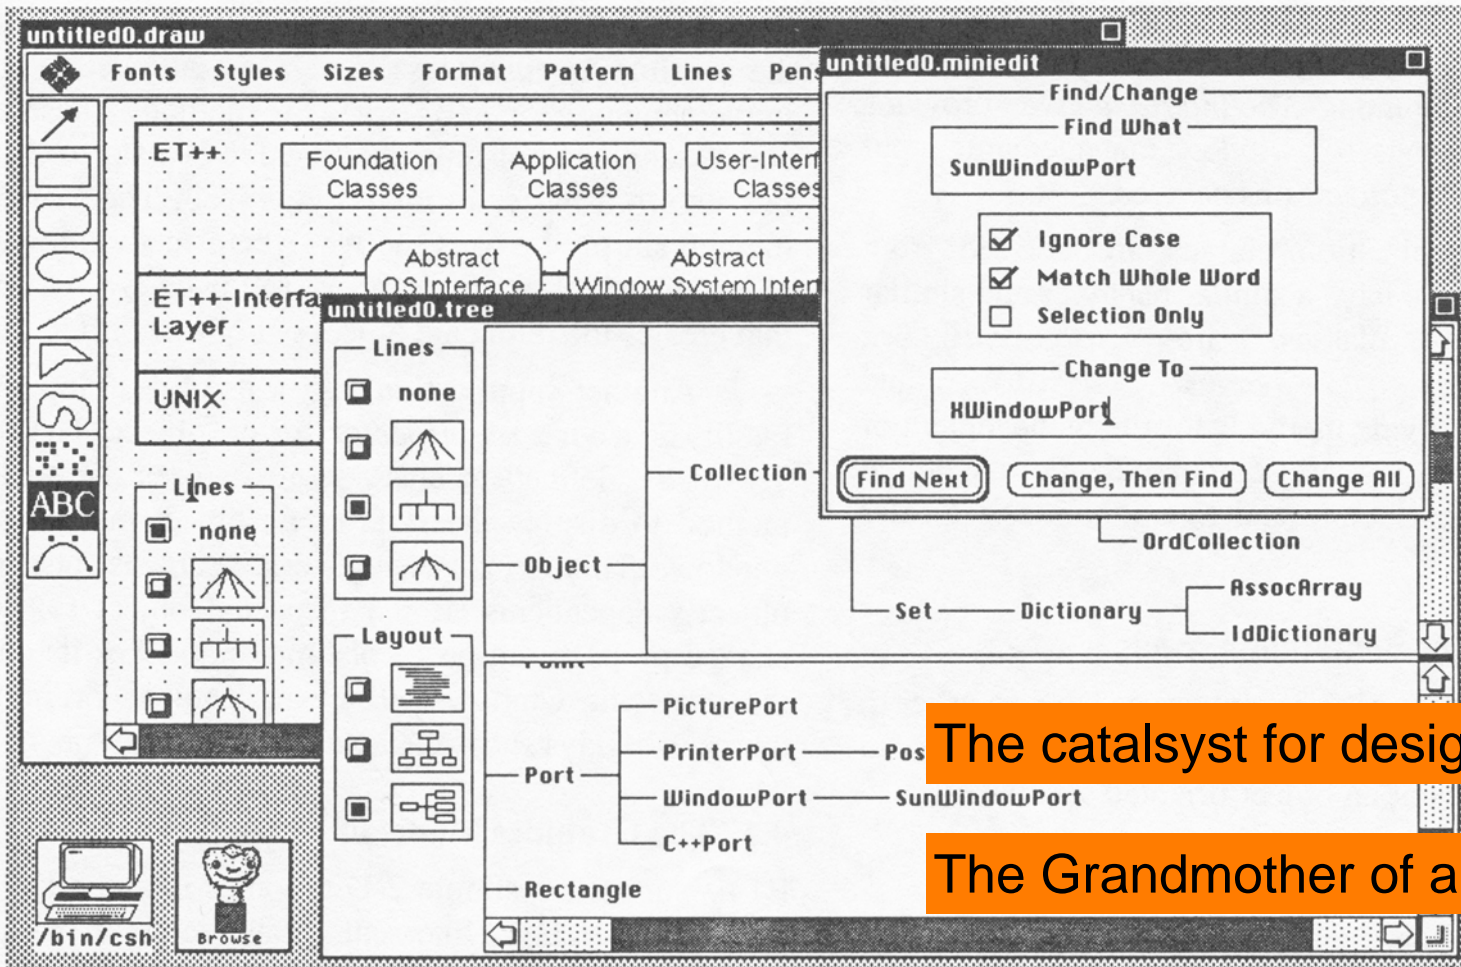 untitled0.draw
Fonts Styles Sizes Format Pattern Lines Pens
ET++
Foundation
Classes
Application
Classes
User-Interf
Classes
Abstract
OS Interface
Abstract
Window System Interf
ET++-Interfa
Layer
UNIX
ABC
Lines
none
untitled0.tree
Lines
none
Layout
Collection
Object
OrdCollection
Set
Dictionary
AssocArray
IdDictionary
PicturePort
PrinterPort
Pos
Port
WindowPort
SunWindowPort
C++Port
Rectangle
untitled0.miniedit
Find/Change
Find What
SunWindowPort
Ignore Case
Match Whole Word
Selection Only
Change To
XWindowPort
Find Next
Change, Then Find
Change All
The catalsyst for desig
The Grandmother of a
/bin/csh
Browse